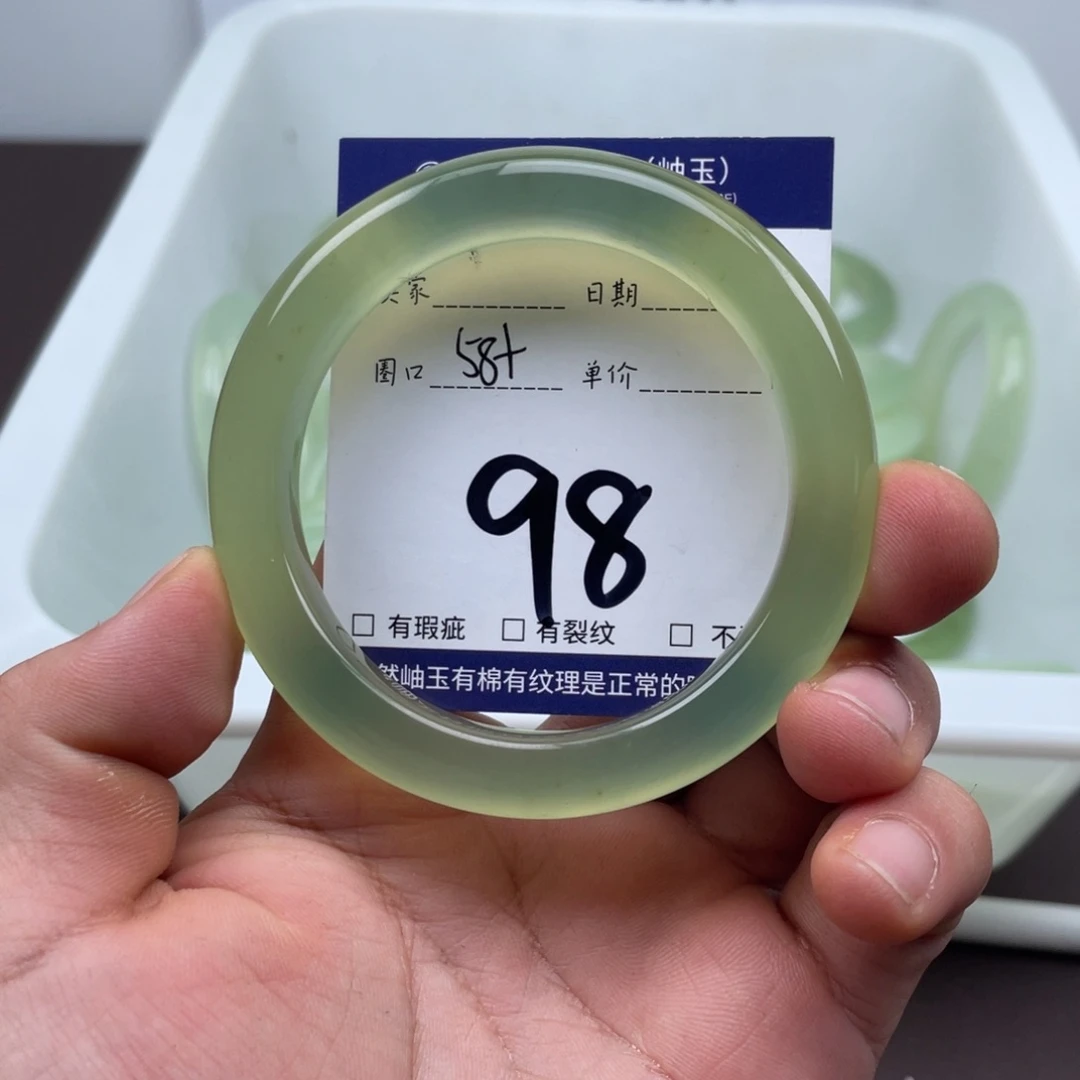 （岫玉）
家 日期
圈口 58+ 单价
98
□ 有瑕疵 □ 有裂纹 □ 不
然岫玉有棉有纹理是正常的